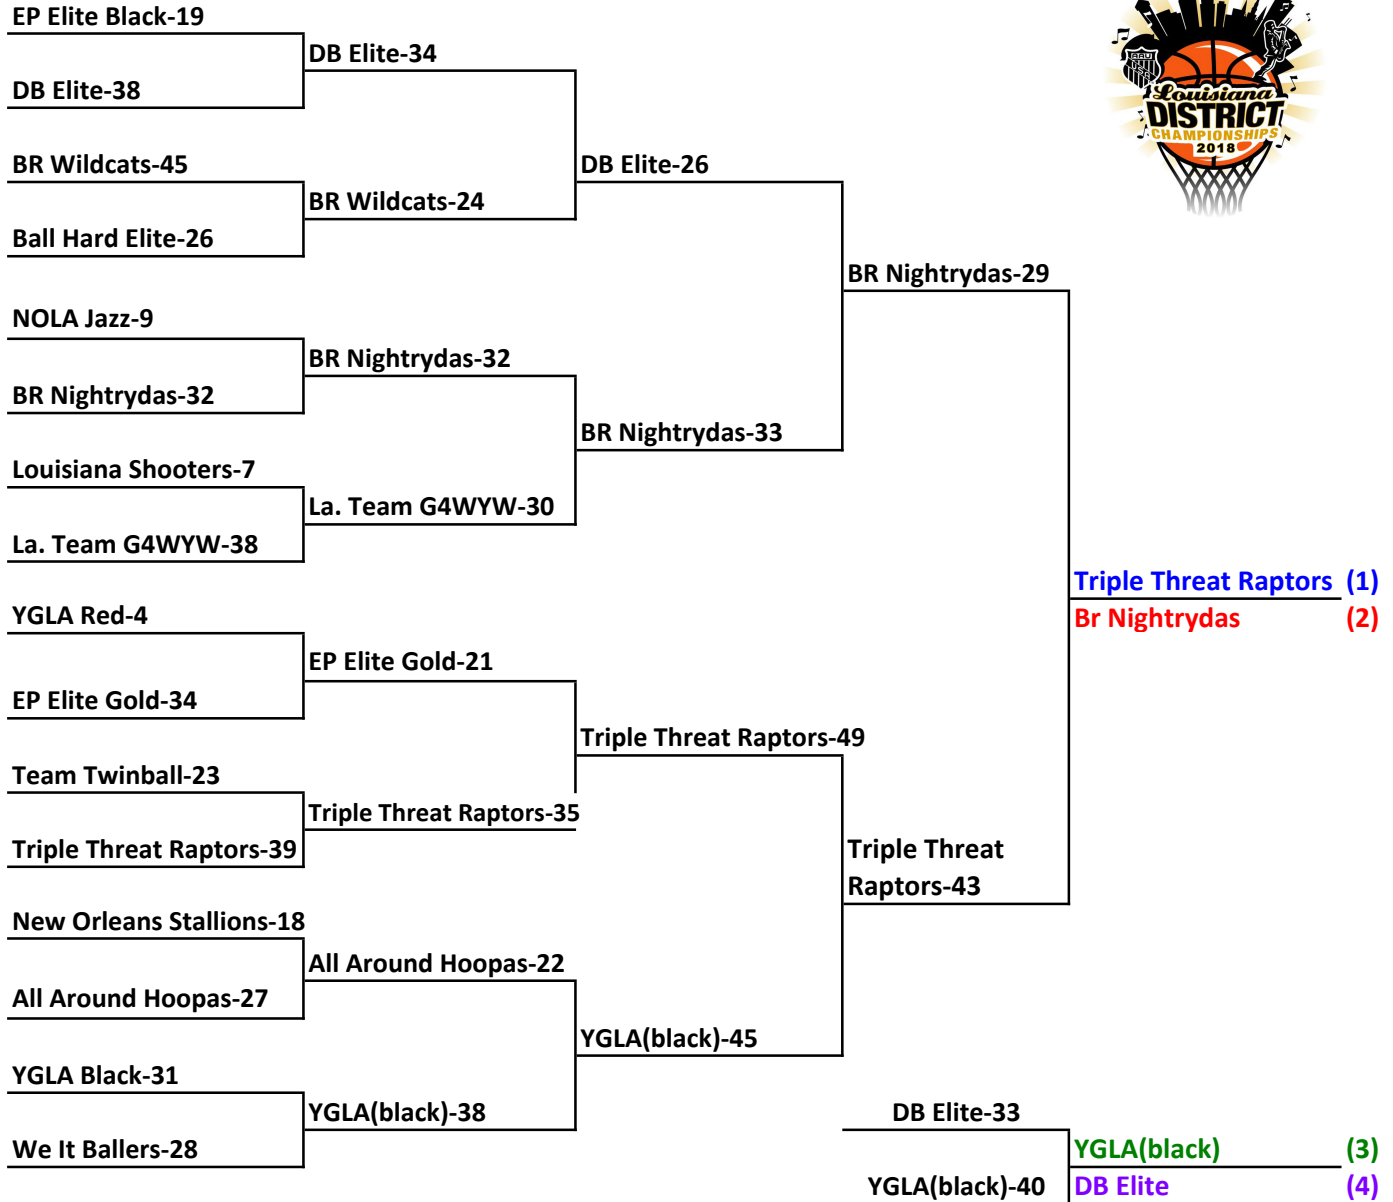 EP Elite Black-19
DB Elite-34
DB Elite-38
BR Wildcats-45
DB Elite-26
BR Wildcats-24
Ball Hard Elite-26
BR Nightrydas-29
NOLA Jazz-9
BR Nightrydas-32
BR Nightrydas-32
BR Nightrydas-33
Louisiana Shooters-7
La. Team G4WYW-30
La. Team G4WYW-38
Triple Threat Raptors (1)
Br Nightrydas (2)
YGLA Red-4
EP Elite Gold-21
EP Elite Gold-34
Triple Threat Raptors-49
Team Twinball-23
Triple Threat Raptors-35
Triple Threat Raptors-39
Triple Threat
Raptors-43
New Orleans Stallions-18
All Around Hoopas-22
All Around Hoopas-27
YGLA(black)-45
YGLA Black-31
YGLA(black)-38
We It Ballers-28
DB Elite-33
YGLA(black) (3)
YGLA(black)-40
DB Elite (4)
AAU
Louisiana
DISTRICT
CHAMPIONSHIPS
2018